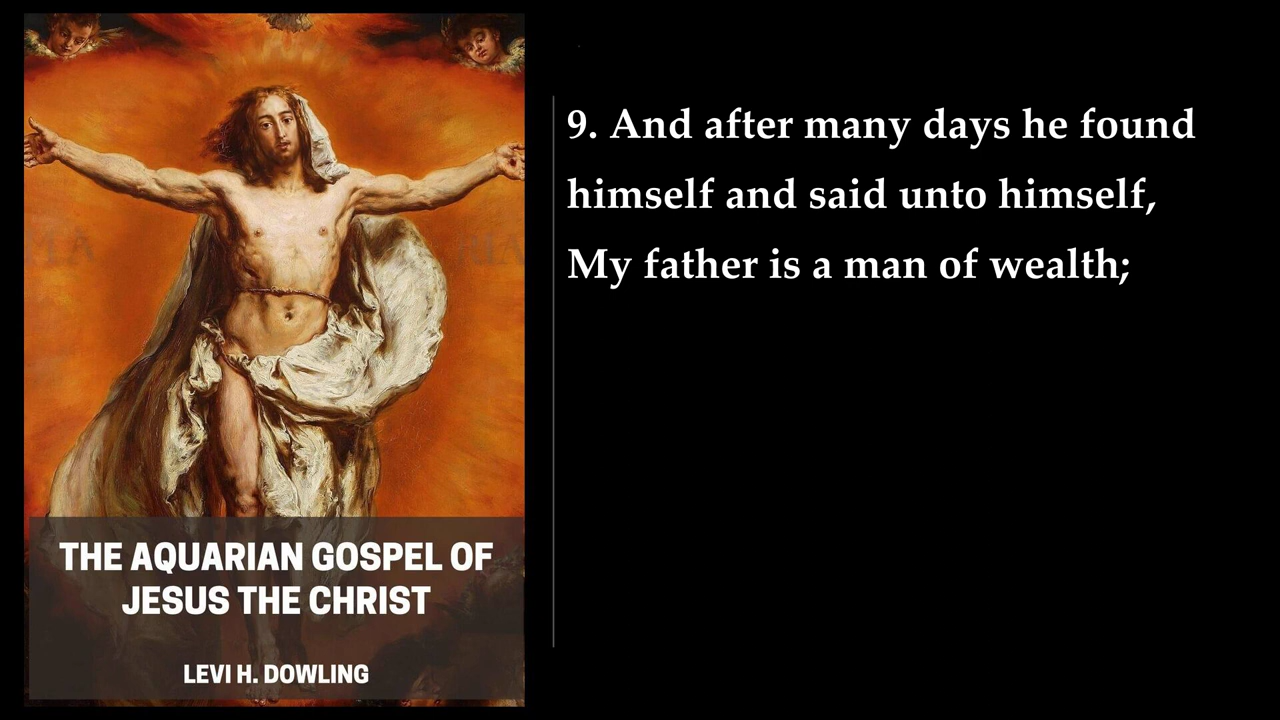 THE AQUARIAN GOSPEL OF
JESUS THE CHRIST
LEVI H. DOWLING
9. And after many days he found
himself and said unto himself,
My father is a man of wealth;